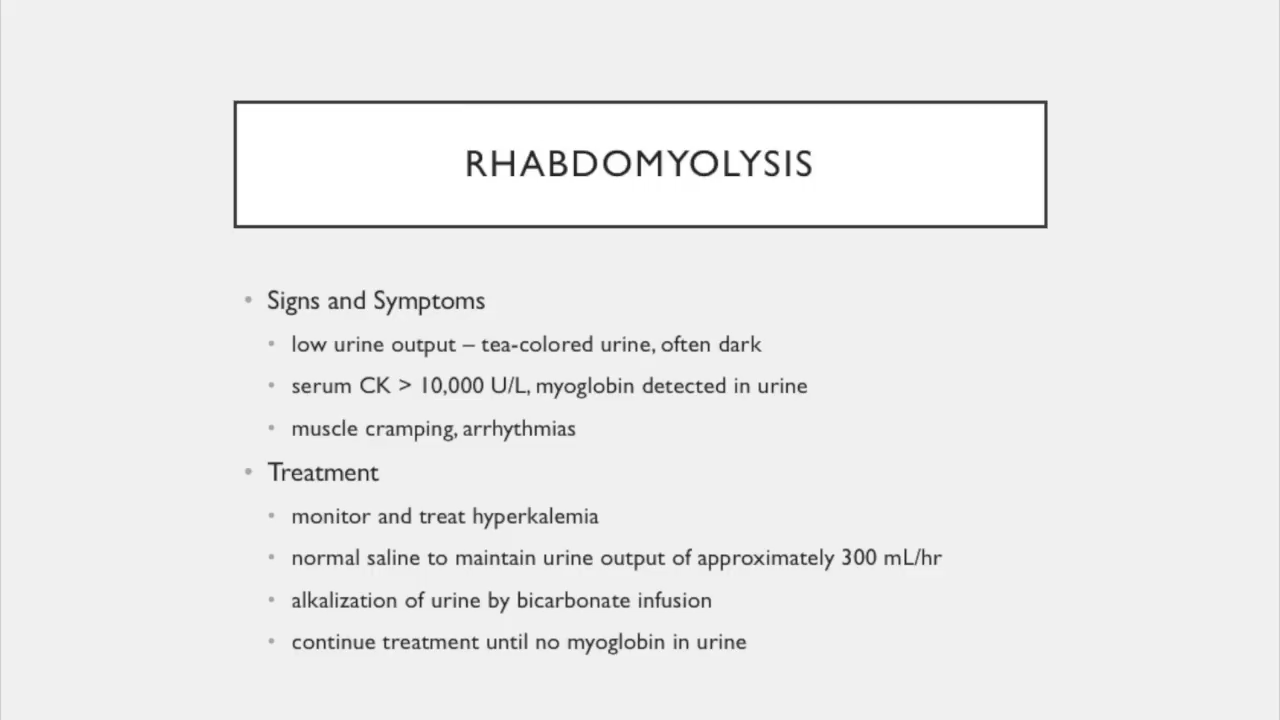 RHABDOMYOLYSIS
• Signs and Symptoms
• low urine output – tea-colored urine, often dark
• serum CK > 10,000 U/L, myoglobin detected in urine
• muscle cramping, arrhythmias
• Treatment
• monitor and treat hyperkalemia
• normal saline to maintain urine output of approximately 300 mL/hr
• alkalization of urine by bicarbonate infusion
• continue treatment until no myoglobin in urine